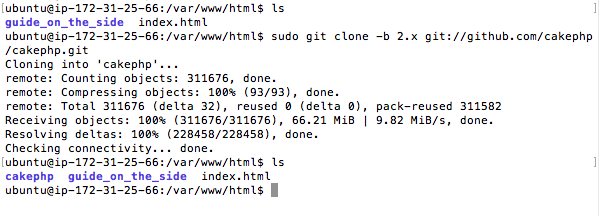 [ubuntu@ip-172-31-25-66:/var/www/html$ ls ]
guide_on_the_side  index.html
[ubuntu@ip-172-31-25-66:/var/www/html$ sudo git clone -b 2.x git://github.com/cakephp]
/cakephp.git
Cloning into 'cakephp'...
remote: Counting objects: 311676, done.
remote: Compressing objects: 100% (93/93), done.
remote: Total 311676 (delta 32), reused 0 (delta 0), pack-reused 311582
Receiving objects: 100% (311676/311676), 66.21 MiB | 9.82 MiB/s, done.
Resolving deltas: 100% (228458/228458), done.
Checking connectivity... done.
[ubuntu@ip-172-31-25-66:/var/www/html$ ls ]
cakephp  guide_on_the_side  index.html
ubuntu@ip-172-31-25-66:/var/www/html$